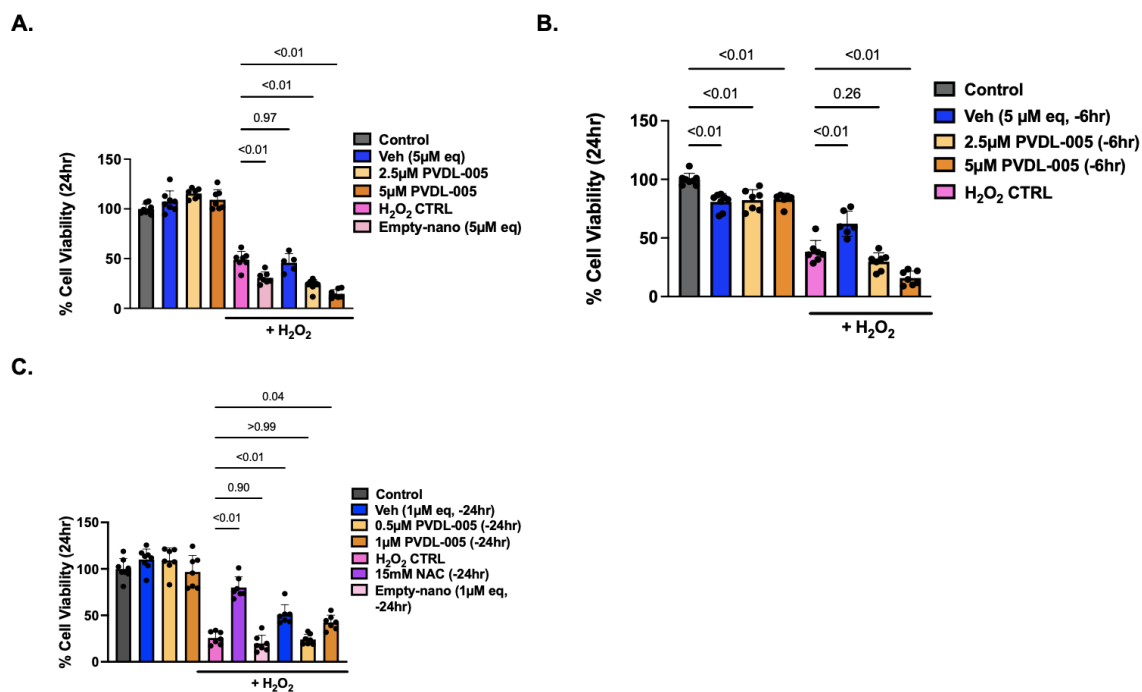 A.
<0.01
<0.01
0.97
<0.01
150
100
50
0
% Cell Viability (24hr)
+ H₂O₂
Control
Veh (5µM eq)
2.5µM PVDL-005
5µM PVDL-005
H₂O₂ CTRL
Empty-nano (5µM eq)
B.
<0.01
<0.01
<0.01
0.26
<0.01
<0.01
150
100
50
0
% Cell Viability (24hr)
+ H₂O₂
Control
Veh (5 µM eq, -6hr)
2.5µM PVDL-005 (-6hr)
5µM PVDL-005 (-6hr)
H₂O₂ CTRL
C.
0.04
>0.99
<0.01
0.90
<0.01
150
100
50
0
% Cell Viability (24hr)
+ H₂O₂
Control
Veh (1µM eq, -24hr)
0.5µM PVDL-005 (-24hr)
1µM PVDL-005 (-24hr)
H₂O₂ CTRL
15mM NAC (-24hr)
Empty-nano (1µM eq,
-24hr)